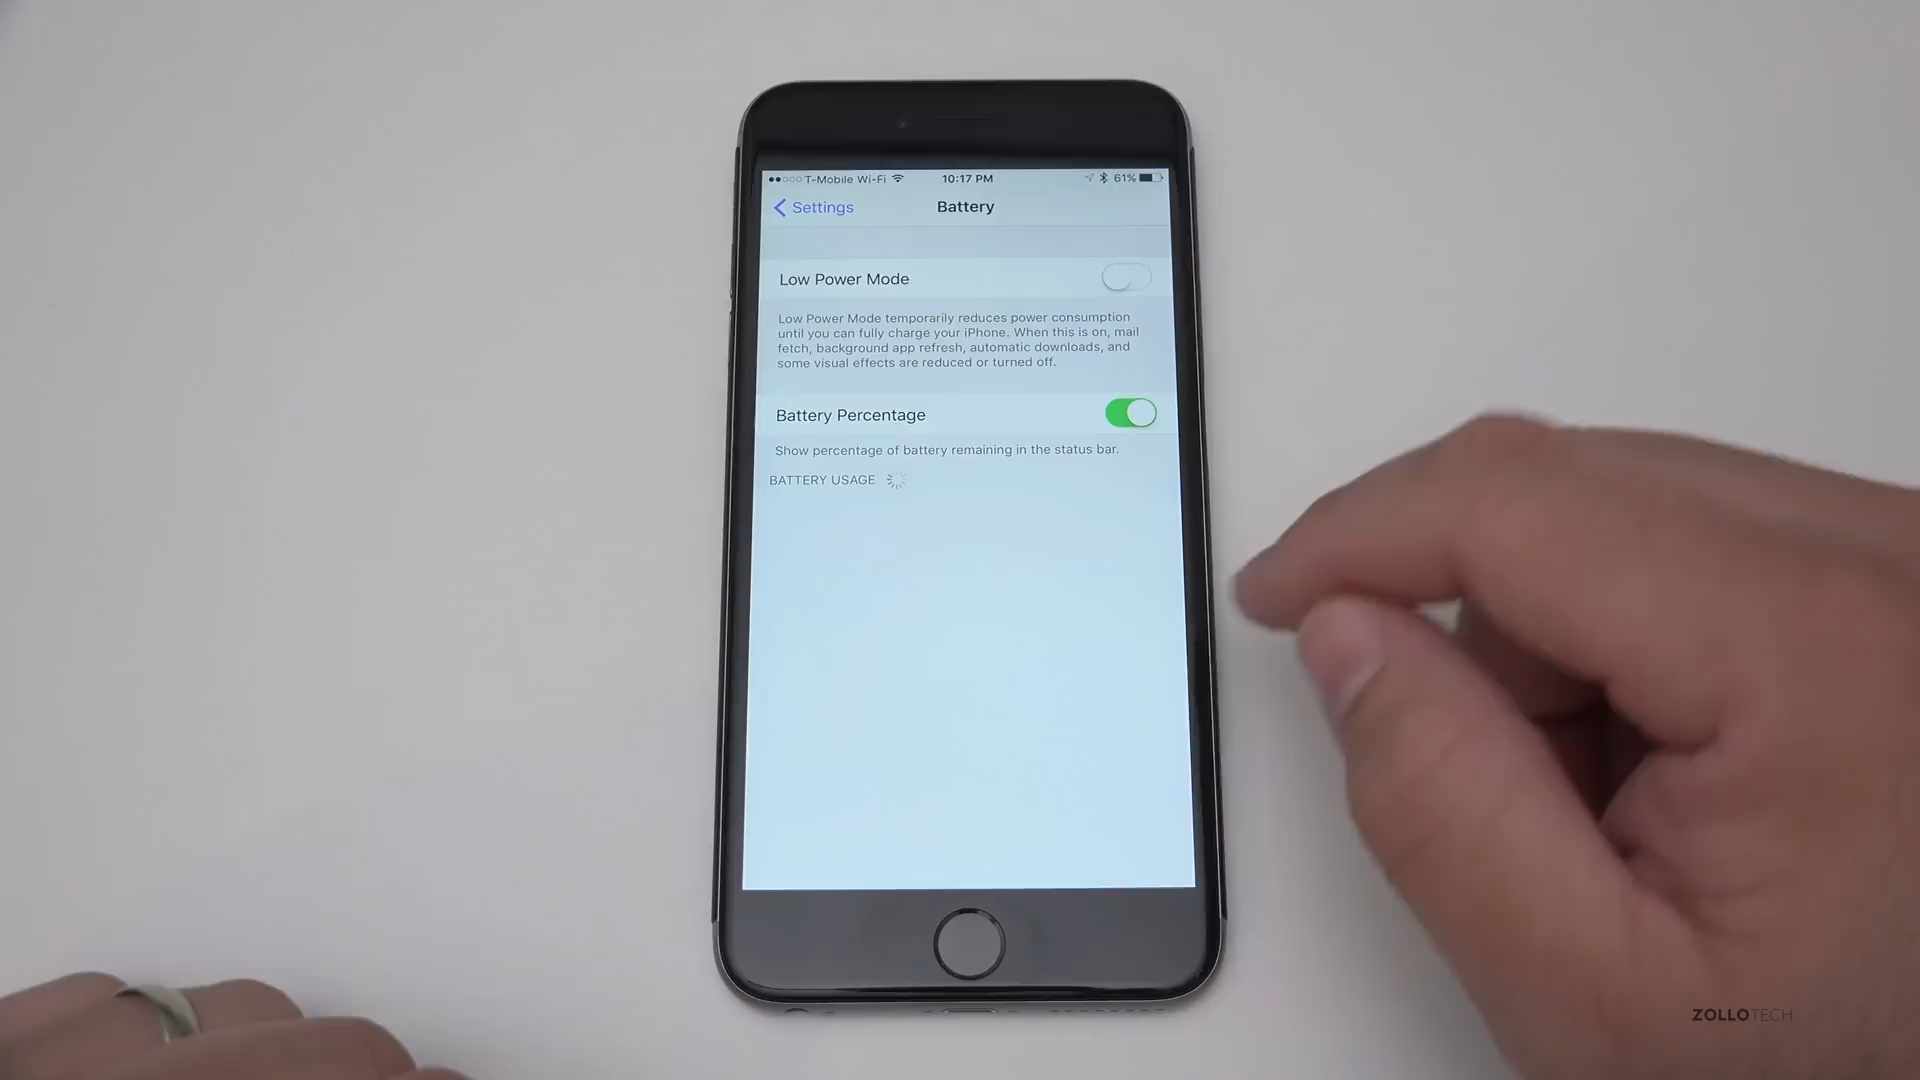 T-Mobile Wi-Fi 10:17 PM 61%
Settings Battery
Low Power Mode
Low Power Mode temporarily reduces power consumption
until you can fully charge your iPhone. When this is on, mail
fetch, background app refresh, automatic downloads, and
some visual effects are reduced or turned off.
Battery Percentage
Show percentage of battery remaining in the status bar.
BATTERY USAGE
ZOLLOTECH